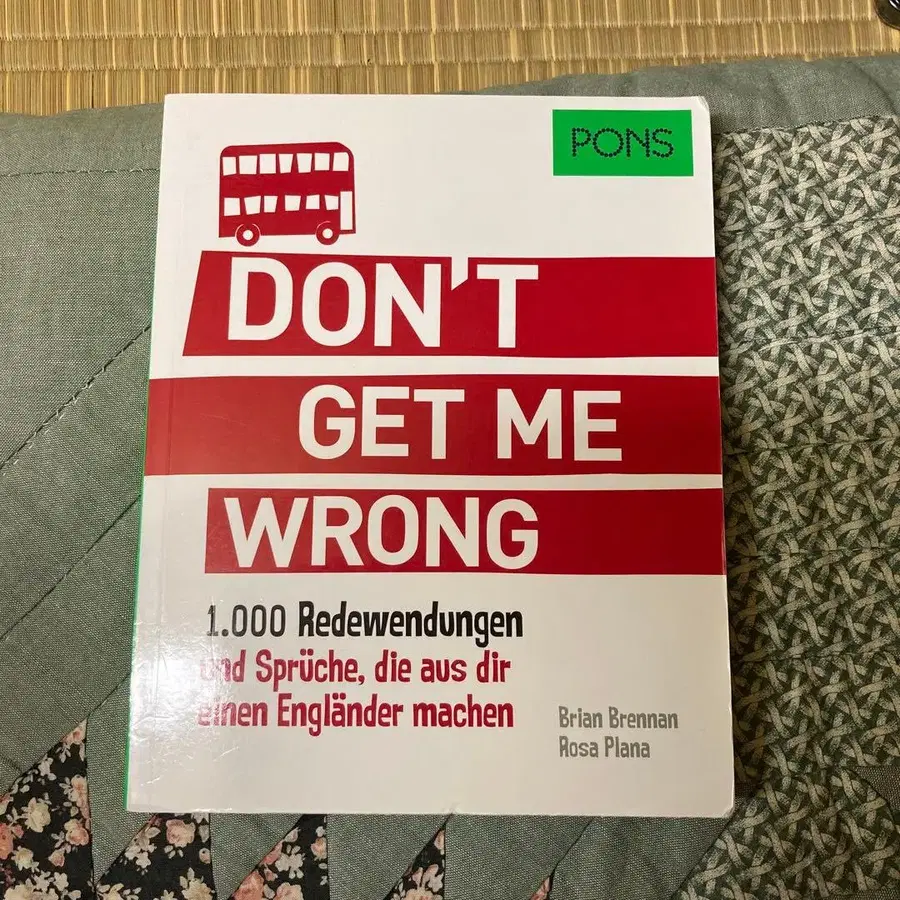 PONS
DON'T
GET ME
WRONG
1.000 Redewendungen
und Sprüche, die aus dir
einen Engländer machen
Brian Brennan
Rosa Plana